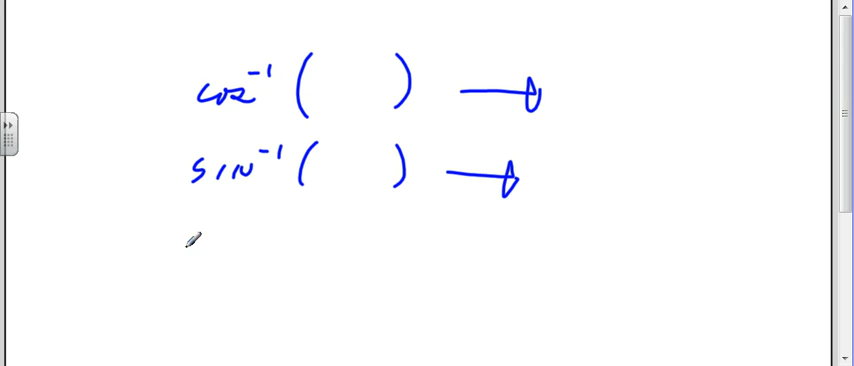 cos⁻¹ (     ) →
sin⁻¹ (     ) →